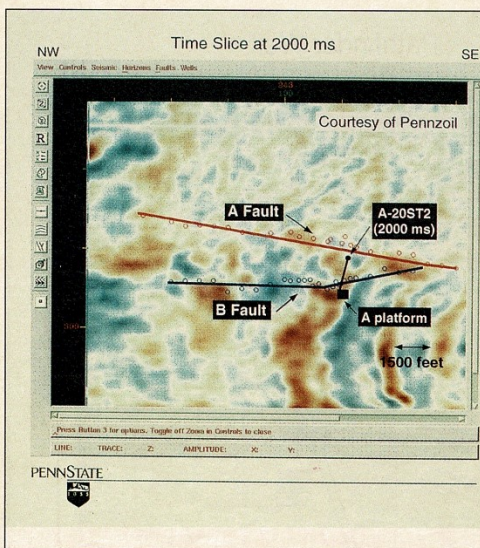 Time Slice at 2000 ms
NW
SE
View Controls Seismic Horizons Faults Wells
Courtesy of Pennzoil
R
A Fault
A-20ST2
(2000 ms)
B Fault
A platform
1500 feet
Press Button 3 for options. Toggle off Zoom in Controls to close
LINE: TRACE: Z: AMPLITUDE: X: Y:
PENNSTATE
1855